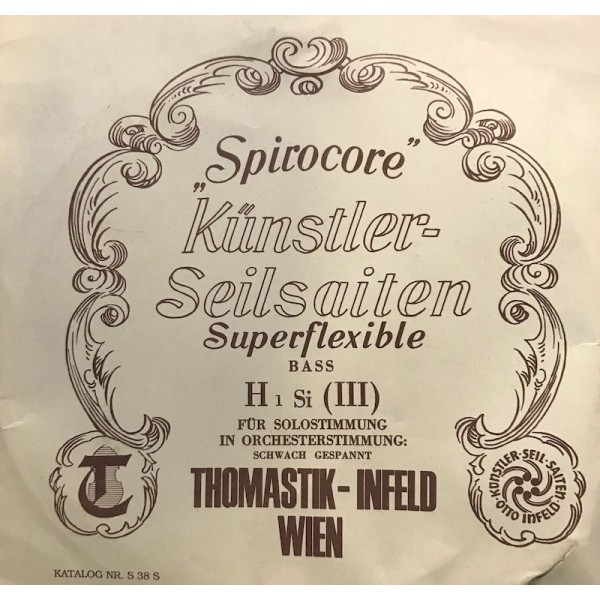 „Spirocore”
„Künstler-
Seilsaiten
Superflexible
BASS
H 1 Si (III)
FÜR SOLOSTIMMUNG
IN ORCHESTERSTIMMUNG:
SCHWACH GESPANNT
THOMASTIK-INFELD
WIEN
KÜNSTLER-SEIL-SAITEN
OTTO INFELD
KATALOG NR. S 38 S